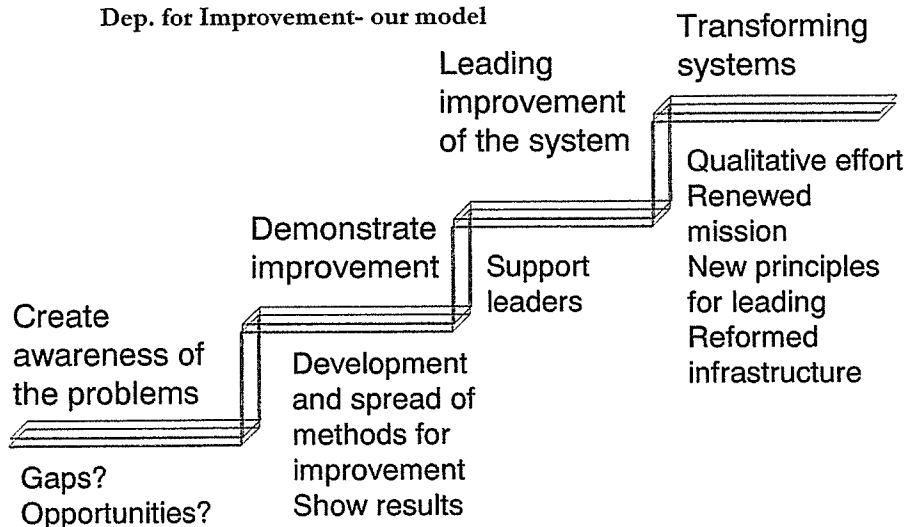 Dep. for Improvement- our model
Create
awareness of
the problems
Gaps?
Opportunities?
Demonstrate
improvement
Development
and spread of
methods for
improvement
Show results
Leading
improvement
of the system
Support
leaders
Transforming
systems
Qualitative effort
Renewed
mission
New principles
for leading
Reformed
infrastructure